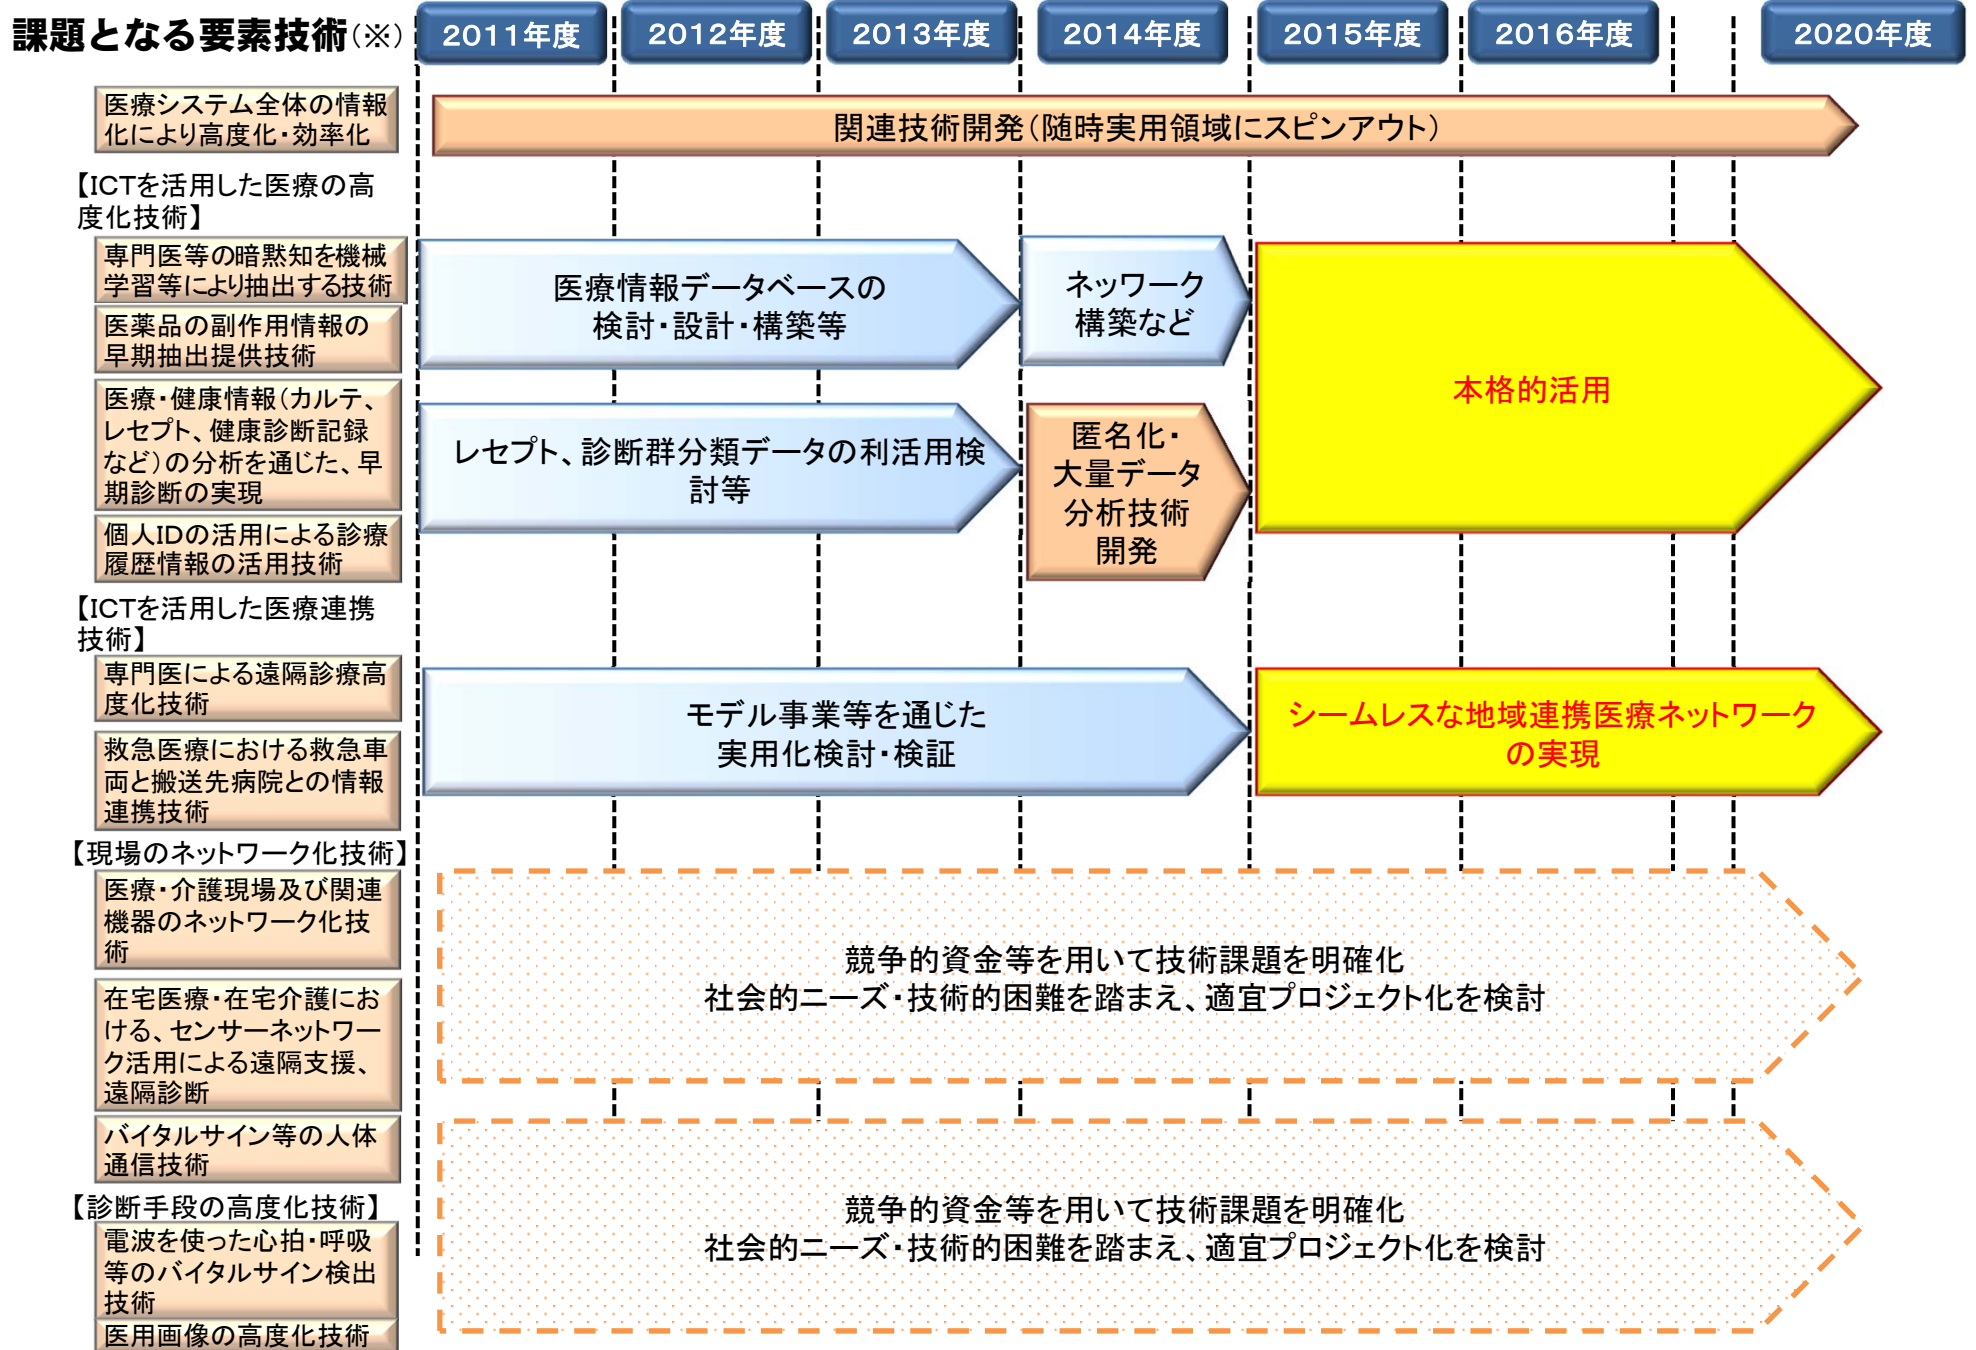 課題となる要素技術(※)
2011年度
2012年度
2013年度
2014年度
2015年度
2016年度
2020年度
医療システム全体の情報
化により高度化・効率化
関連技術開発(随時実用領域にスピンアウト)
【ICTを活用した医療の高
度化技術】
専門医等の暗黙知を機械
学習等により抽出する技術
医薬品の副作用情報の
早期抽出提供技術
医療・健康情報(カルテ、
レセプト、健康診断記録
など)の分析を通じた、早
期診断の実現
個人IDの活用による診療
履歴情報の活用技術
医療情報データベースの
検討・設計・構築等
ネッワーク
構築など
レセプト、診断群分類データの利活用検
討等
匿名化・
大量データ
分析技術
開発
本格的活用
【ICTを活用した医療連携
技術】
専門医による遠隔診療高
度化技術
救急医療における救急車
両と搬送先病院との情報
連携技術
モデル事業等を通じた
実用化検討・検証
シームレスな地域連携医療ネットワーク
の実現
【現場のネットワーク化技術】
医療・介護現場及び関連
機器のネットワーク化技
術
在宅医療・在宅介護にお
ける、センサーネットワー
ク活用による遠隔支援、
遠隔診断
バイタルサイン等の人体
通信技術
競争的資金等を用いて技術課題を明確化
社会的ニーズ・技術的困難を踏まえ、適宜プロジェクト化を検討
【診断手段の高度化技術】
電波を使った心拍・呼吸
等のバイタルサイン検出
技術
医用画像の高度化技術
競争的資金等を用いて技術課題を明確化
社会的ニーズ・技術的困難を踏まえ、適宜プロジェクト化を検討